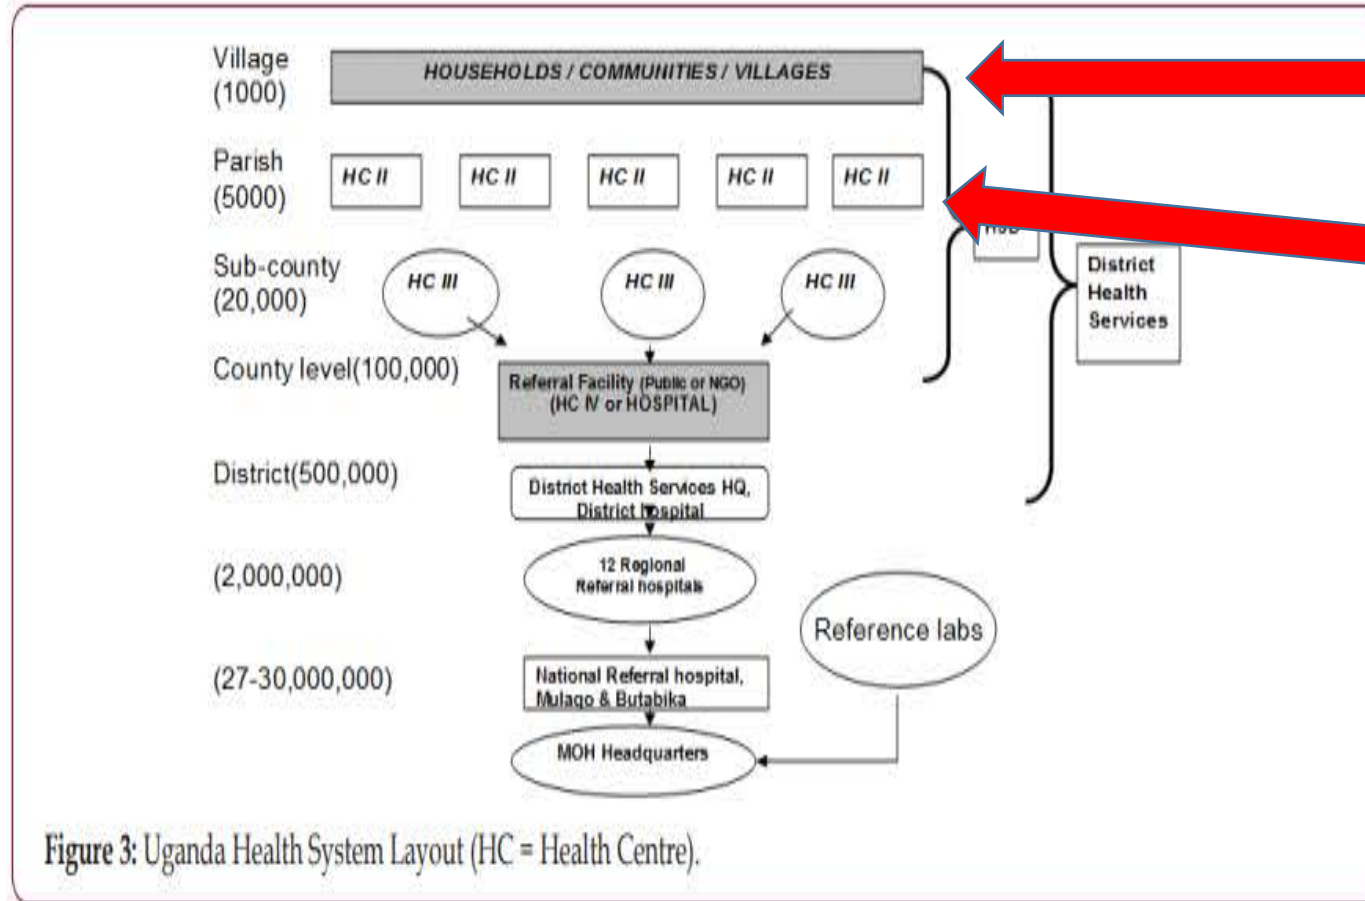 Village
(1000)
HOUSEHOLDS / COMMUNITIES / VILLAGES
Parish
(5000)
HC II
HC II
HC II
HC II
HC II
Sub-county
(20,000)
HC III
HC III
HC III
District
Health
Services
County level(100,000)
Referral Facility (Public or NGO)
(HC IV or HOSPITAL)
District(500,000)
District Health Services HQ,
District hospital
(2,000,000)
12 Regional
Referral hospitals
Reference labs
(27-30,000,000)
National Referral hospital,
Mulago & Butabika
MOH Headquarters
Figure 3: Uganda Health System Layout (HC = Health Centre).